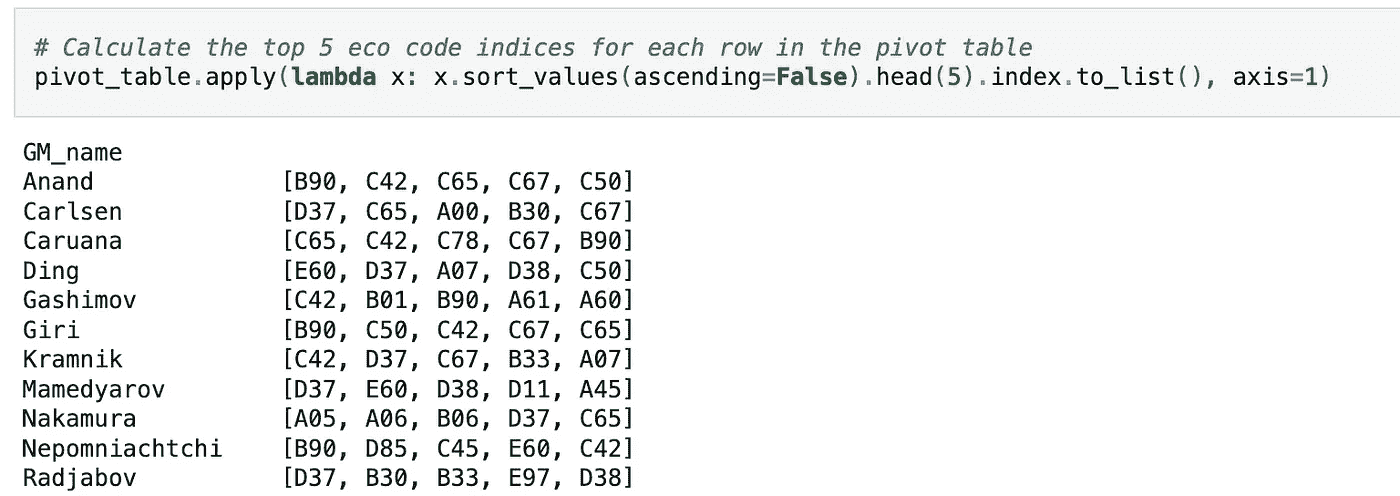 # Calculate the top 5 eco code indices for each row in the pivot table
pivot_table.apply(lambda x: x.sort_values(ascending=False).head(5).index.to_list(), axis=1)
GM_name
Anand [B90, C42, C65, C67, C50]
Carlsen [D37, C65, A00, B30, C67]
Caruana [C65, C42, C78, C67, B90]
Ding [E60, D37, A07, D38, C50]
Gashimov [C42, B01, B90, A61, A60]
Giri [B90, C50, C42, C67, C65]
Kramnik [C42, D37, C67, B33, A07]
Mamedyarov [D37, E60, D38, D11, A45]
Nakamura [A05, A06, B06, D37, C65]
Nepomniachtchi [B90, D85, C45, E60, C42]
Radjabov [D37, B30, B33, E97, D38]